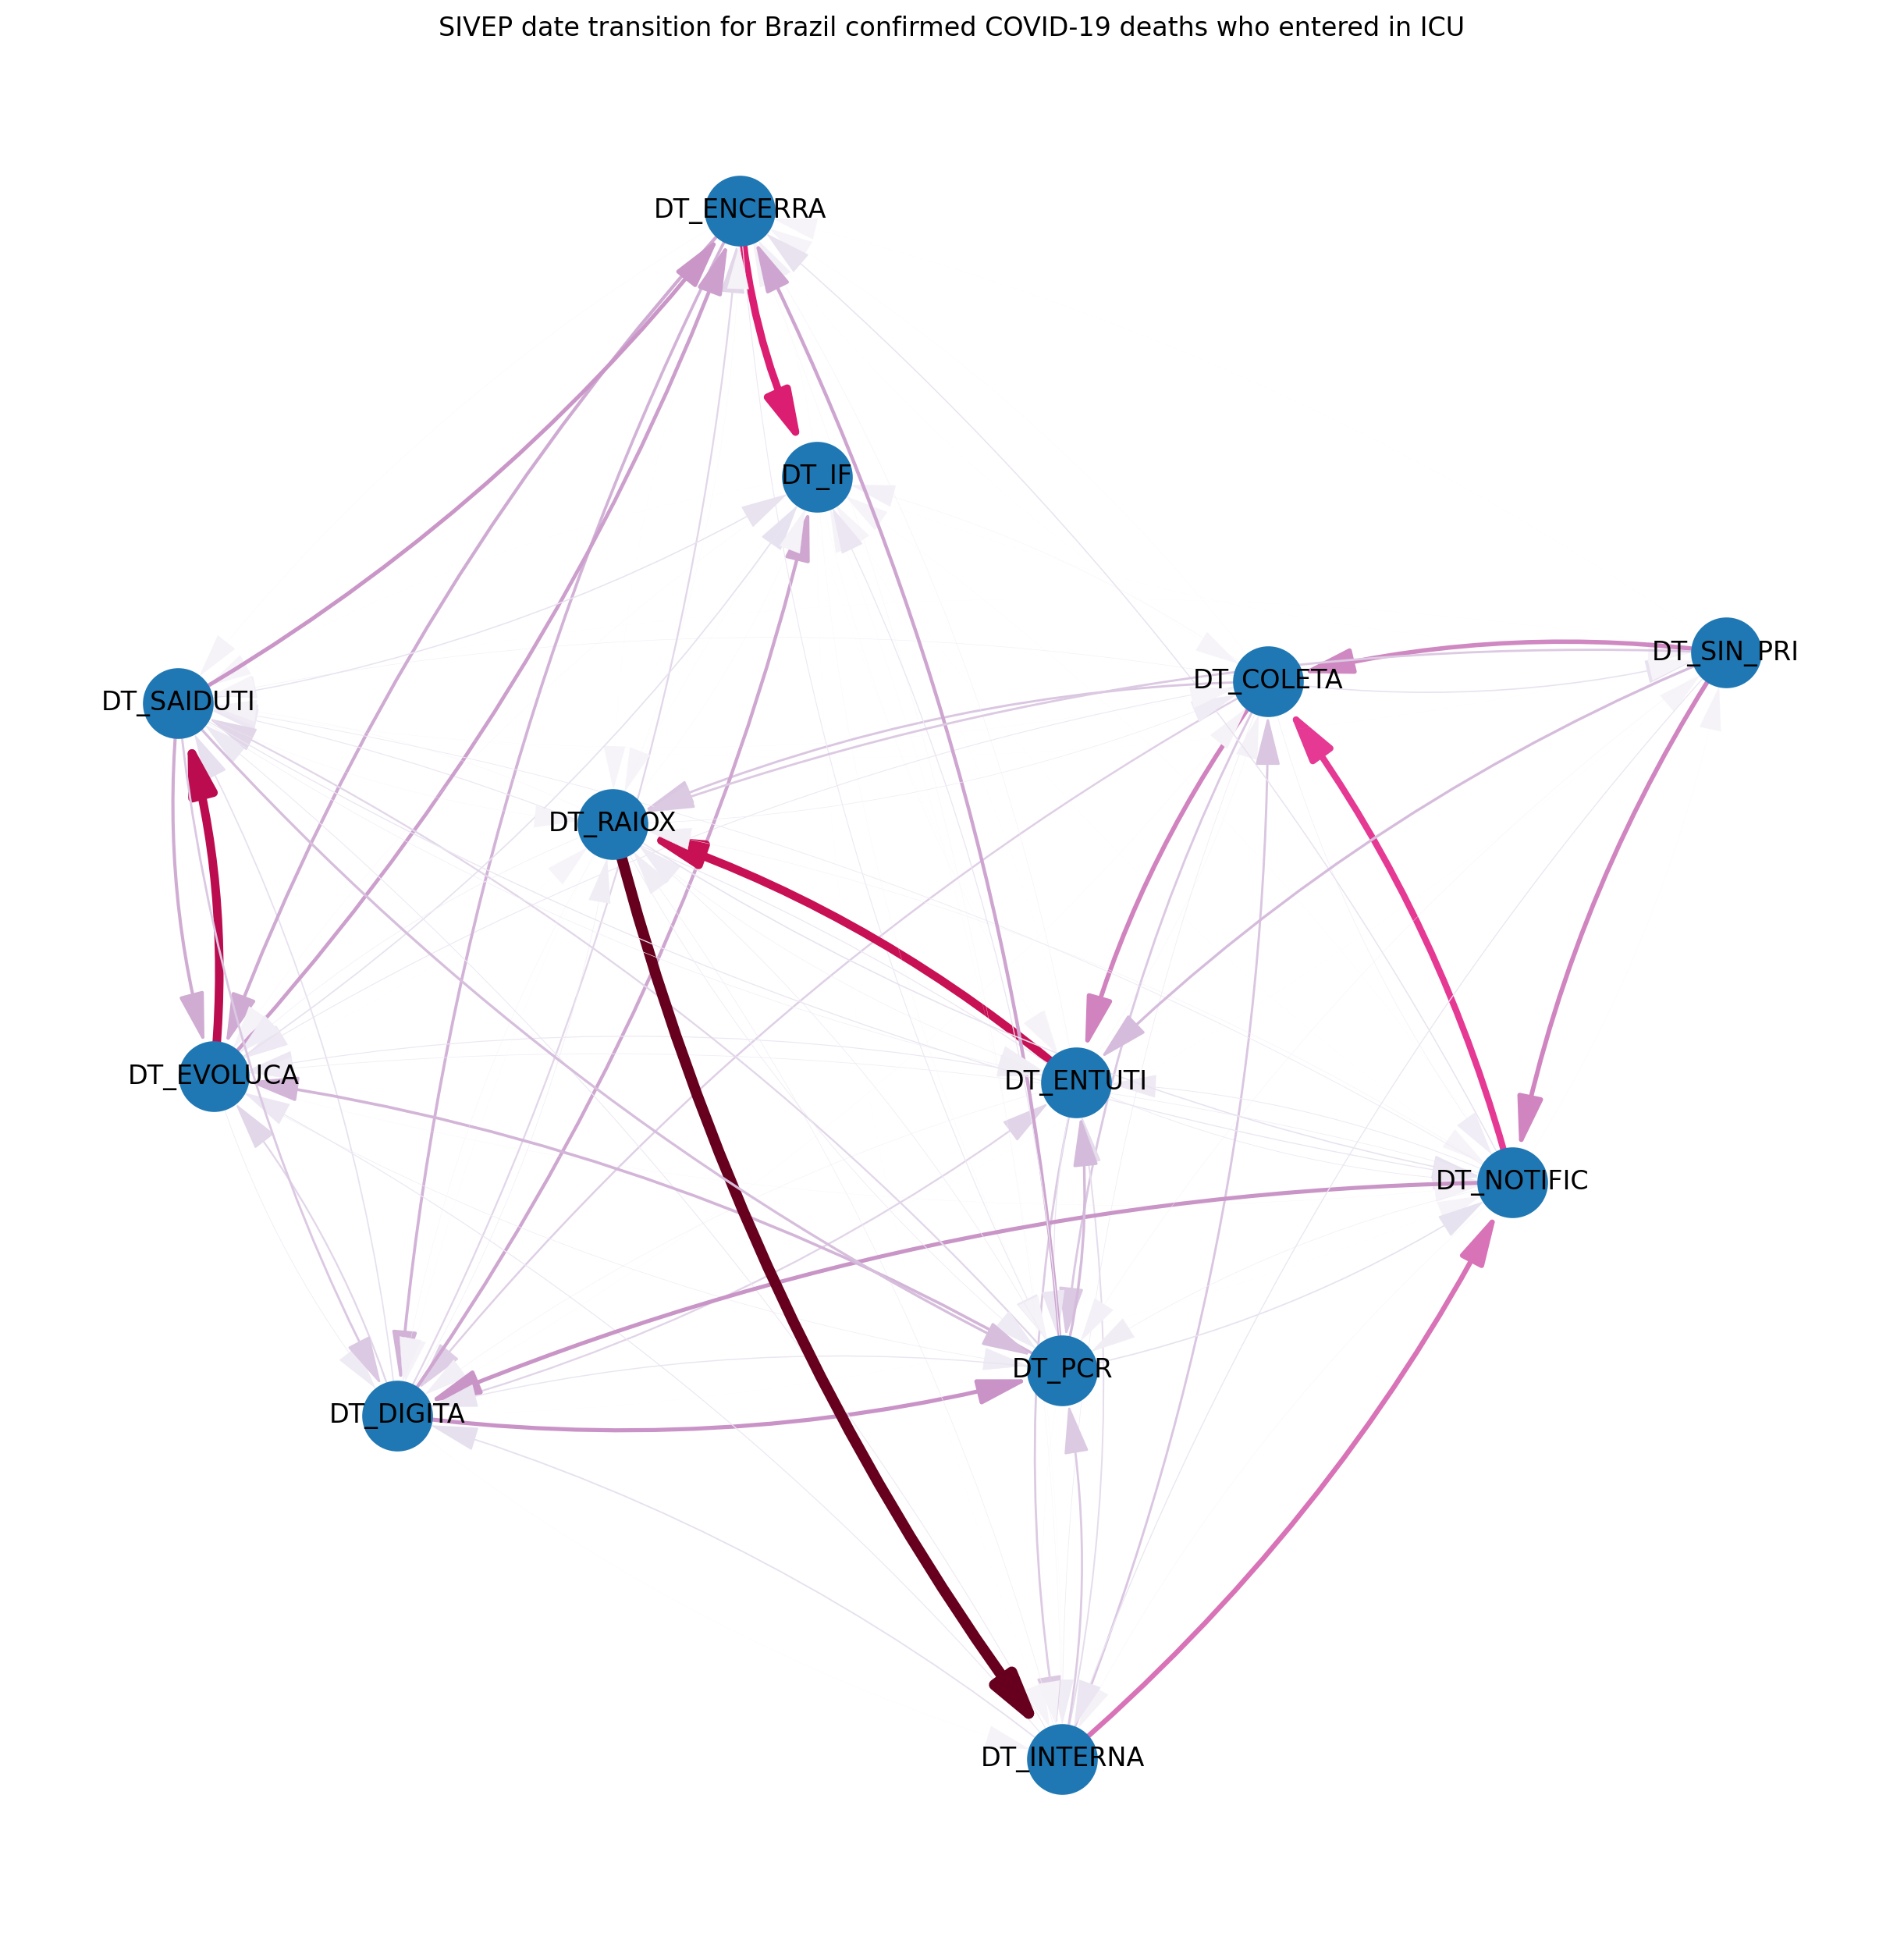 SIVEP date transition for Brazil confirmed COVID-19 deaths who entered in ICU
DT_ENCERRA
DT_IF
DT_SIN_PRI
DT_COLETA
DT_SAIDUTI
DT_RAIOX
DT_EVOLUCA
DT_ENTUTI
DT_NOTIFIC
DT_PCR
DT_DIGITA
DT_INTERNA